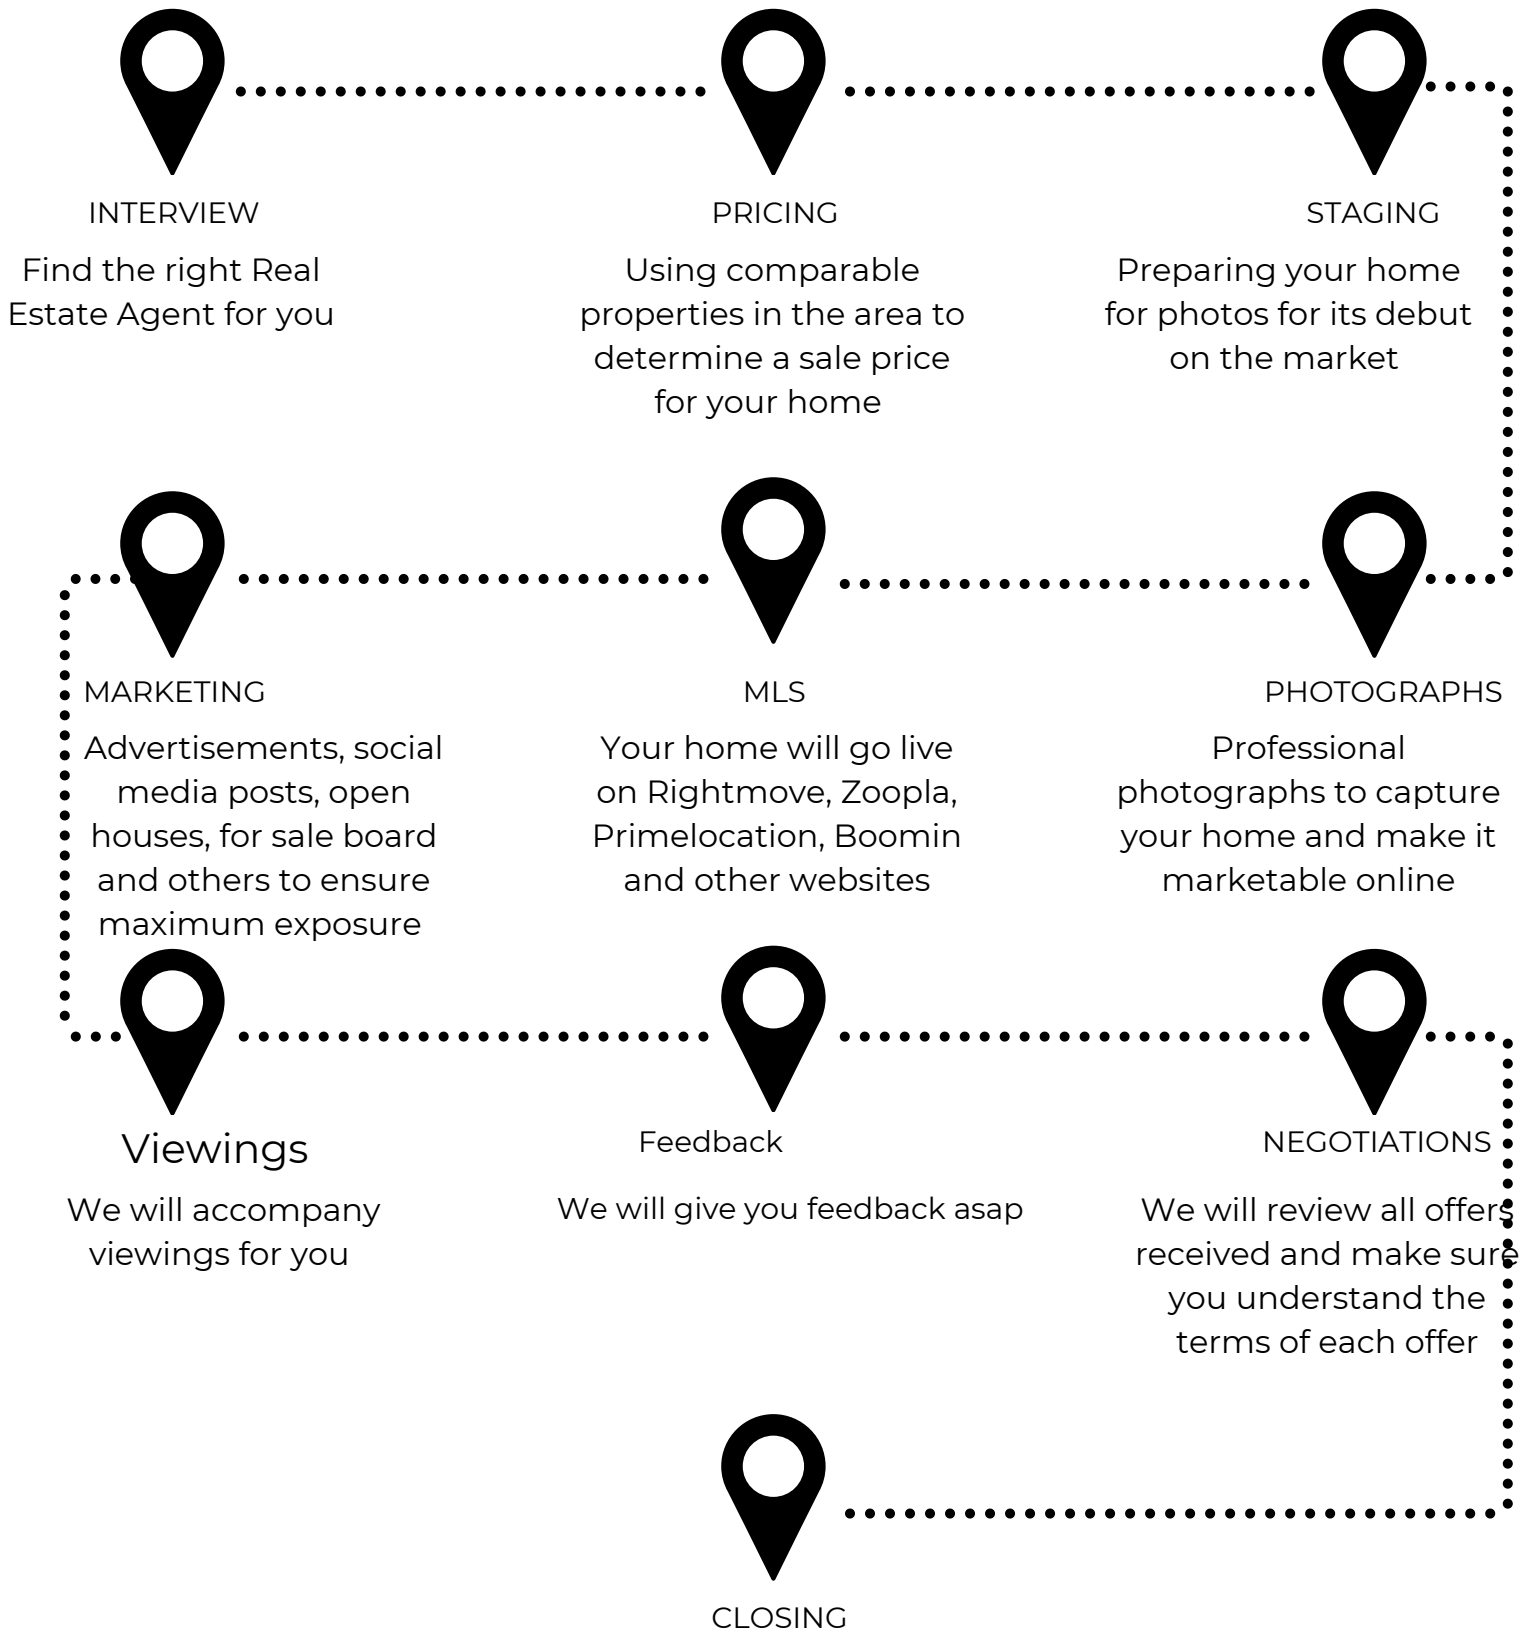 INTERVIEW
Find the right Real
Estate Agent for you
PRICING
Using comparable
properties in the area to
determine a sale price
for your home
STAGING
Preparing your home
for photos for its debut
on the market
MARKETING
Advertisements, social
media posts, open
houses, for sale board
and others to ensure
maximum exposure
MLS
Your home will go live
on Rightmove, Zoopla,
Primelocation, Boomin
and other websites
PHOTOGRAPHS
Professional
photographs to capture
your home and make it
marketable online
Viewings
We will accompany
viewings for you
Feedback
We will give you feedback asap
NEGOTIATIONS
We will review all offers
received and make sure
you understand the
terms of each offer
CLOSING